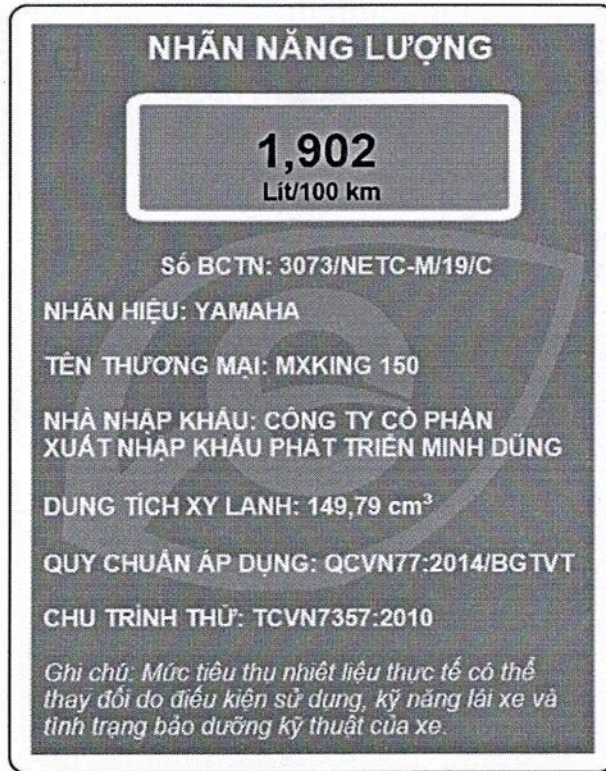 NHÃN NĂNG LƯỢNG
1,902
Lít/100 km
Số BCTN: 3073/NETC-M/19/C
NHÃN HIỆU: YAMAHA
TÊN THƯƠNG MẠI: MXKING 150
NHÀ NHẬP KHẨU: CÔNG TY CỔ PHẦN
XUẤT NHẬP KHẨU PHÁT TRIỂN MINH DŨNG
DUNG TÍCH XY LANH: 149,79 cm³
QUY CHUẨN ÁP DỤNG: QCVN77:2014/BGTVT
CHU TRÌNH THỬ: TCVN7357:2010
Ghi chú: Mức tiêu thu nhiêt liệu thực tế có thể
thay đổi do điều kiện sử dụng, kỹ năng lái xe và
tình trạng bảo dưỡng kỹ thuật của xe.